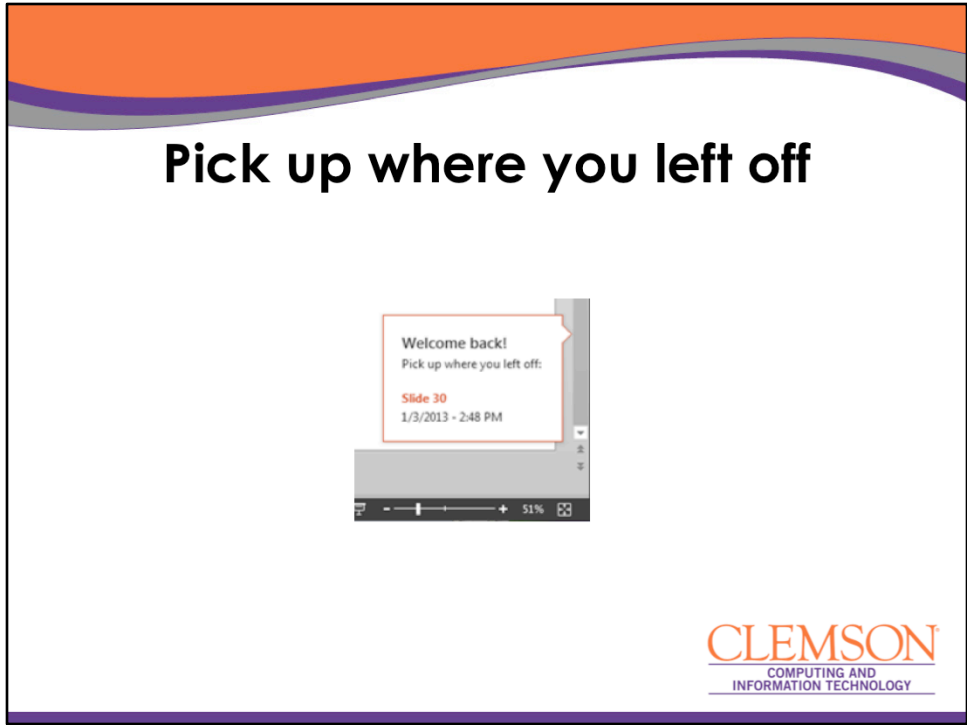 Pick up where you left off
Welcome back!
Pick up where you left off:
Slide 30
1/3/2013 - 2:48 PM
51%
CLEMSON
COMPUTING AND
INFORMATION TECHNOLOGY